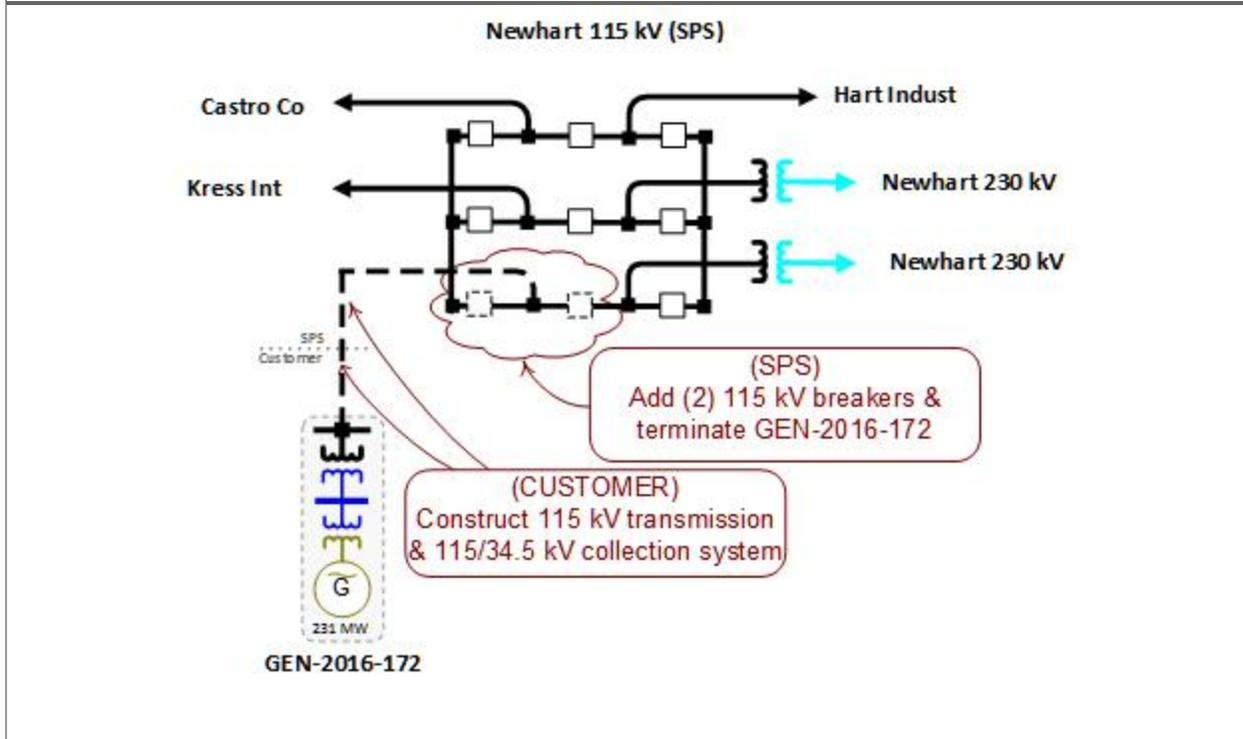 Newhart 115 kV (SPS)
Castro Co
Hart Indust
Kress Int
Newhart 230 kV
Newhart 230 kV
SPS
Customer
(SPS)
Add (2) 115 kV breakers &
terminate GEN-2016-172
(CUSTOMER)
Construct 115 kV transmission
& 115/34.5 kV collection system
G
231 MW
GEN-2016-172